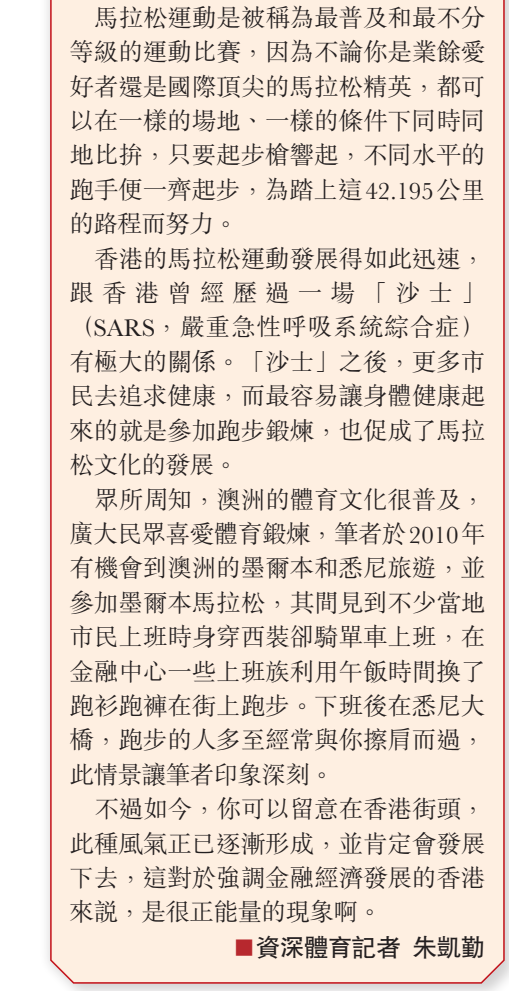 馬拉松運動是被稱為最普及和最不分
等級的運動比賽，因為不論你是業餘愛
好者還是國際頂尖的馬拉松精英，都可
以在一樣的場地、一樣的條件下同時同
地比拚，只要起步槍響起，不同水平的
跑手便一齊起步，為踏上這42.195公里
的路程而努力。
香港的馬拉松運動發展得如此迅速，
跟香港曾經歷過一場「沙士」
（SARS，嚴重急性呼吸系統綜合症）
有極大的關係。「沙士」之後，更多市
民去追求健康，而最容易讓身體健康起
來的就是參加跑步鍛煉，也促成了馬拉
松文化的發展。
眾所周知，澳洲的體育文化很普及，
廣大民眾喜愛體育鍛煉，筆者於2010年
有機會到澳洲的墨爾本和悉尼旅遊，並
參加墨爾本馬拉松，其間見到不少當地
市民上班時身穿西裝卻騎單車上班，在
金融中心一些上班族利用午飯時間換了
跑衫跑褲在街上跑步。下班後在悉尼大
橋，跑步的人多至經常與你擦肩而過，
此情景讓筆者印象深刻。
不過如今，你可以留意在香港街頭，
此種風氣正已逐漸形成，並肯定會發展
下去，這對於強調金融經濟發展的香港
來説，是很正能量的現象啊。
■資深體育記者 朱凱勤